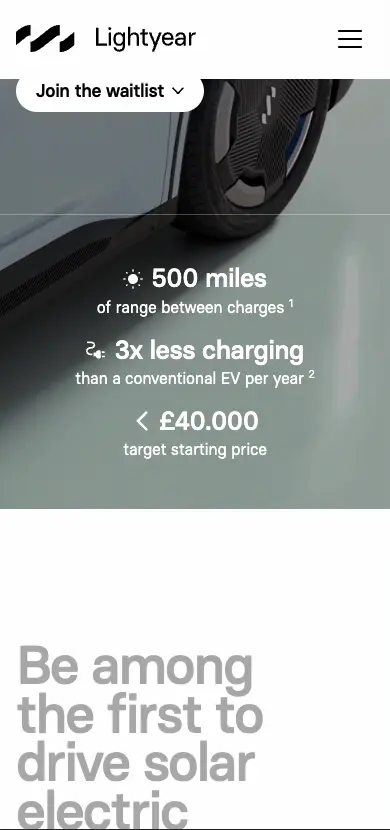 Lightyear
Join the waitlist
500 miles
of range between charges 1
3x less charging
than a conventional EV per year 2
< £40.000
target starting price
Be among
the first to
drive solar
electric